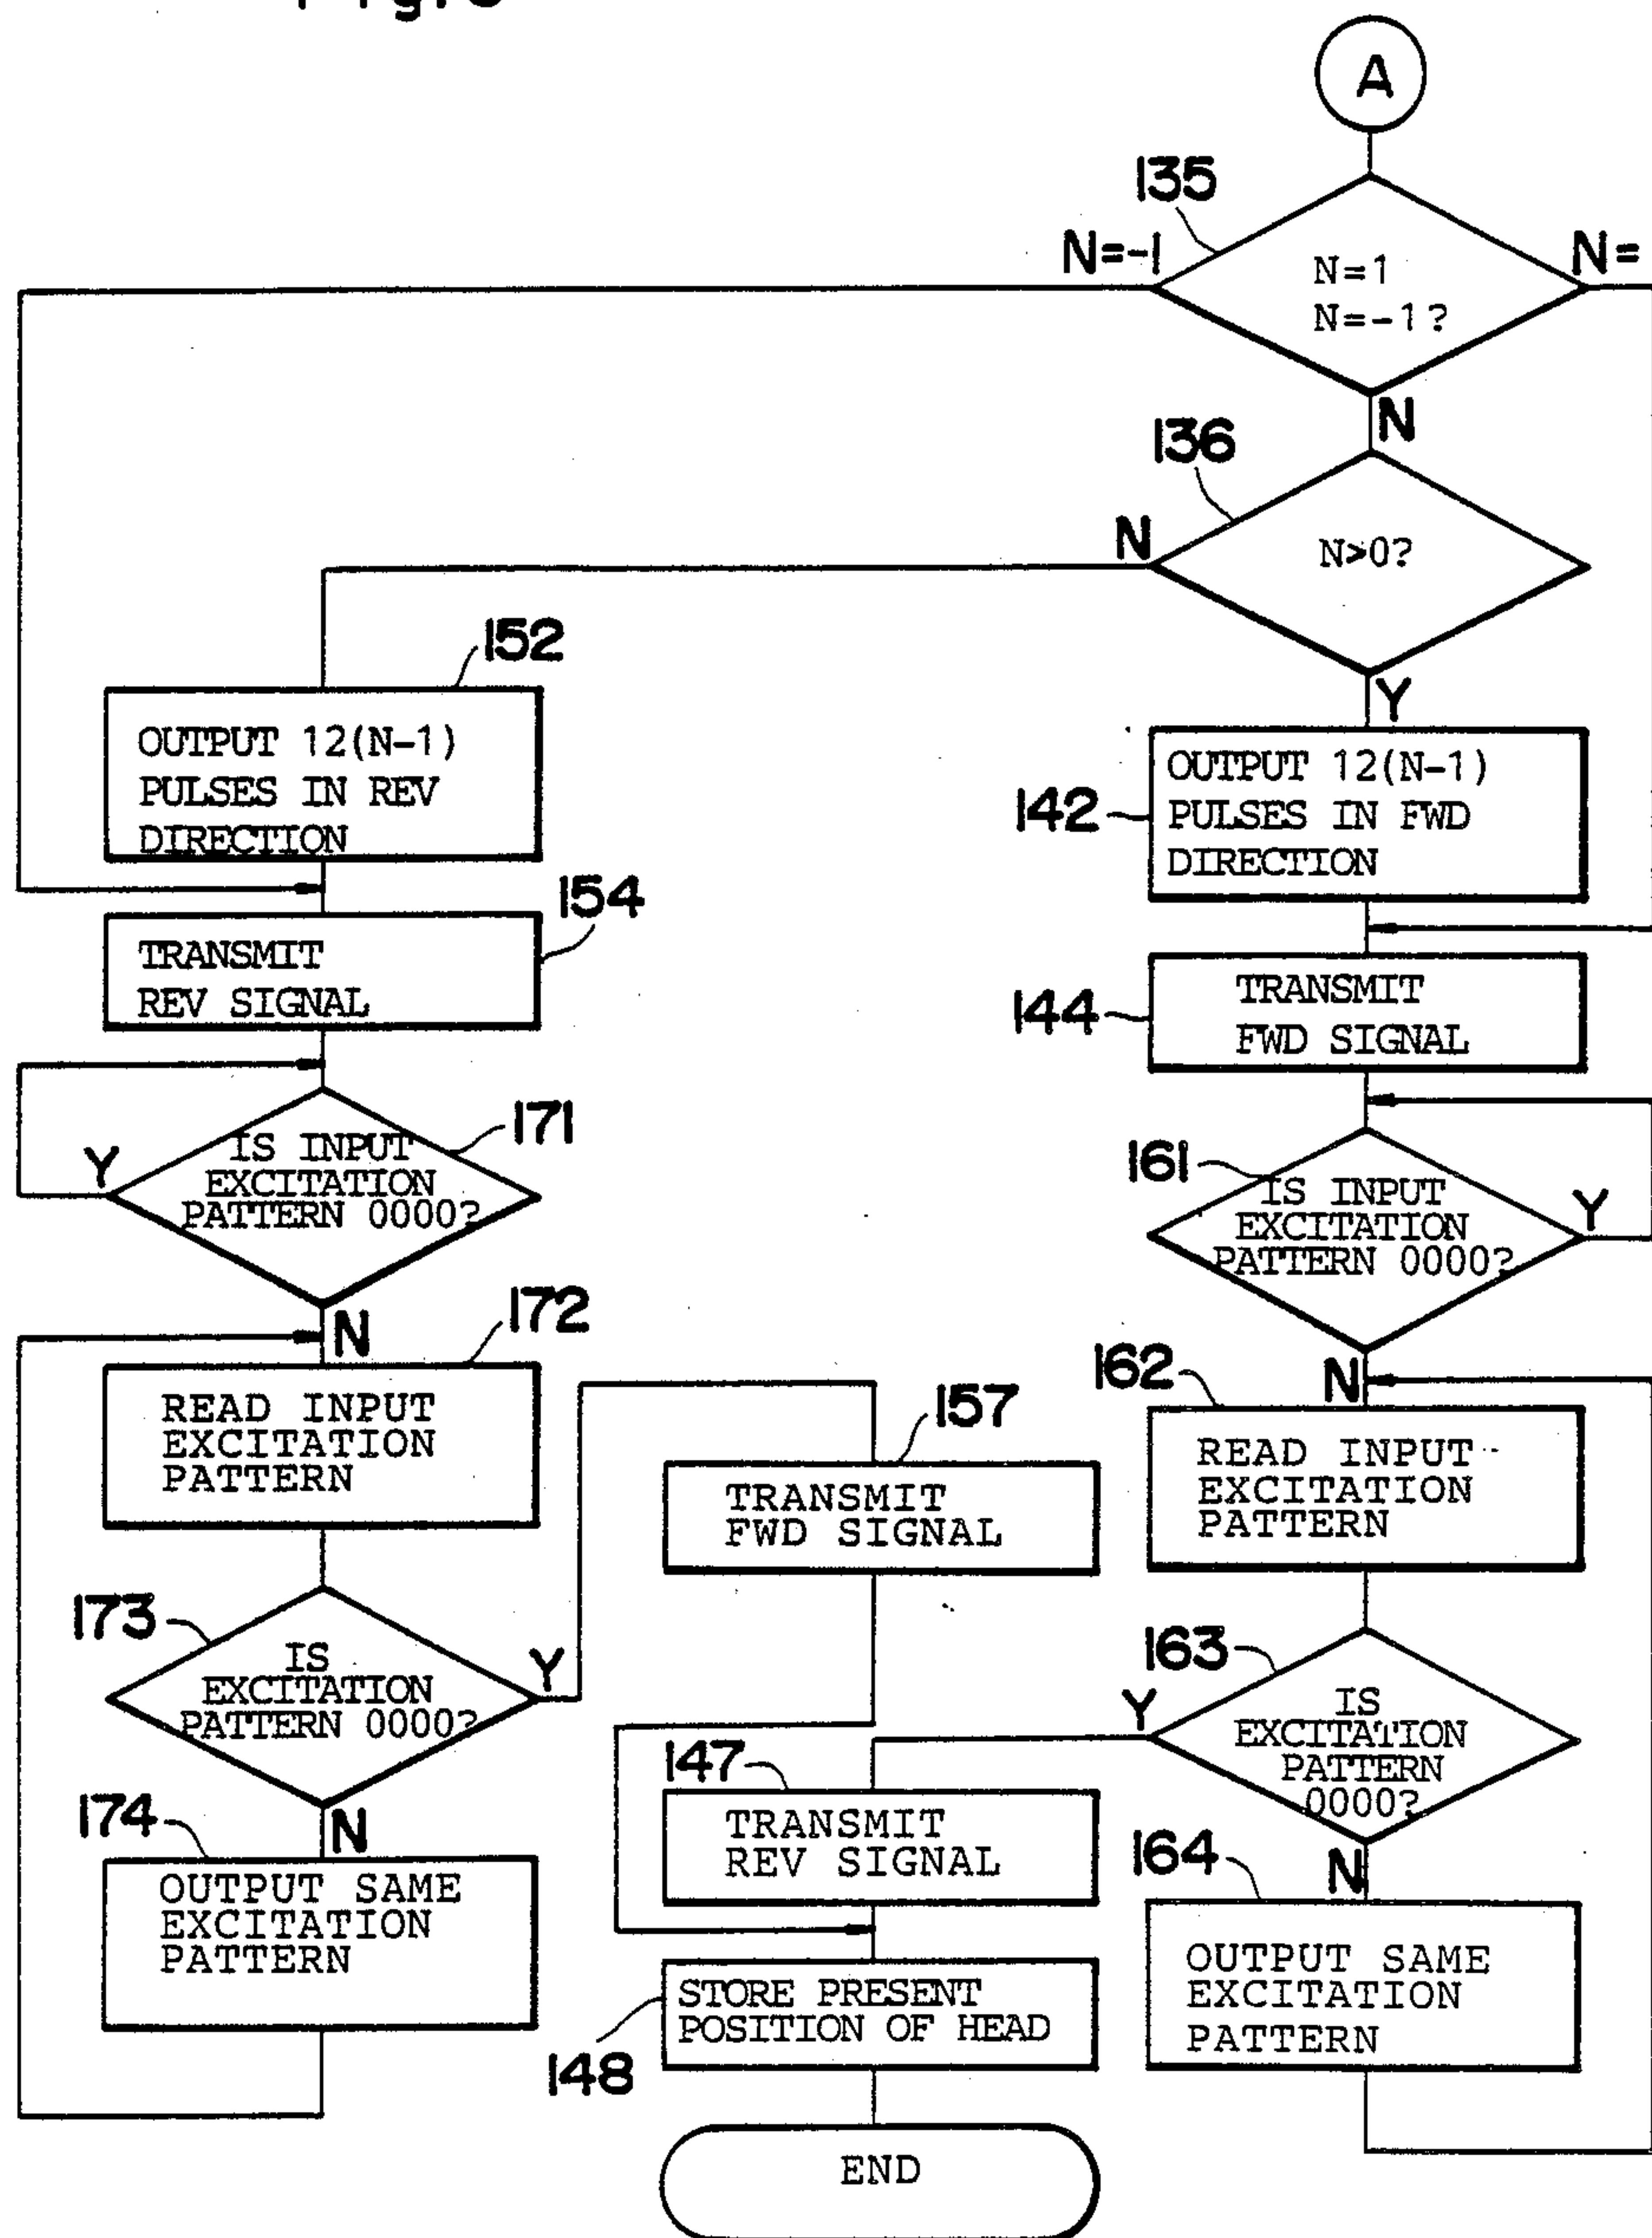 A
135
N=-1
N=
N=1
N=-1?
N
136
N
N>0?
Y
152
OUTPUT 12(N-1)
PULSES IN REV
DIRECTION
142
OUTPUT 12(N-1)
PULSES IN FWD
DIRECTION
154
TRANSMIT
REV SIGNAL
144
TRANSMIT
FWD SIGNAL
171
Y
IS INPUT
EXCITATION
PATTERN 0000?
N
161
IS INPUT
EXCITATION
PATTERN 0000?
Y
N
172
READ INPUT
EXCITATION
PATTERN
157
TRANSMIT
FWD SIGNAL
162
READ INPUT
EXCITATION
PATTERN
173
IS
EXCITATION
PATTERN 0000?
Y
N
163
Y
IS
EXCITATION
PATTERN
0000?
N
147
TRANSMIT
REV SIGNAL
174
OUTPUT SAME
EXCITATION
PATTERN
164
OUTPUT SAME
EXCITATION
PATTERN
148
STORE PRESENT
POSITION OF HEAD
END